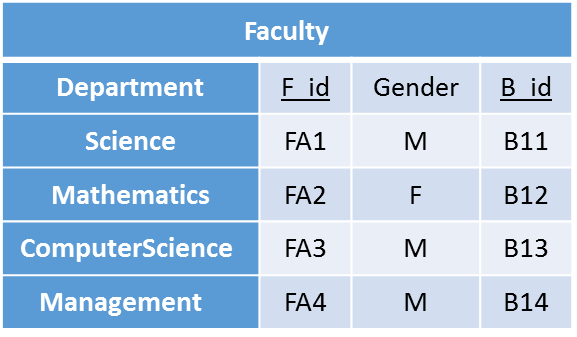 Faculty
Department F_id Gender B_id
Science FA1 M B11
Mathematics FA2 F B12
ComputerScience FA3 M B13
Management FA4 M B14